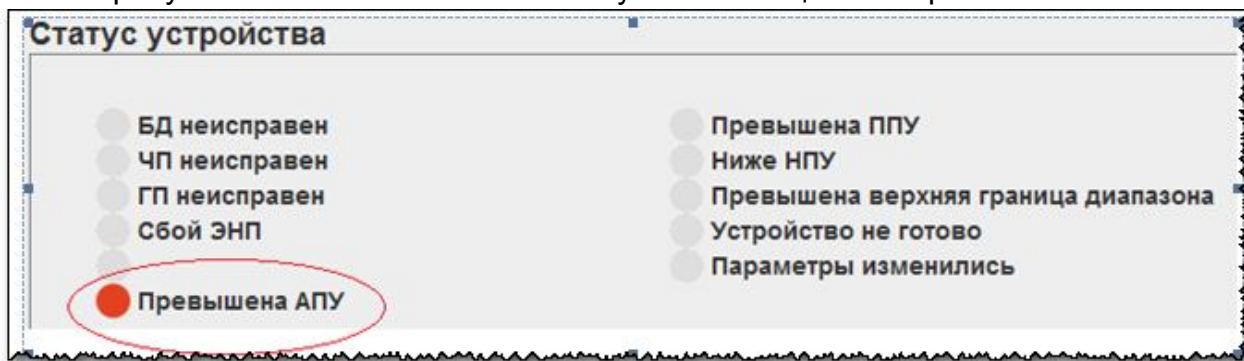 Статус устройства
БД неисправен
ЧП неисправен
ГП неисправен
Сбой ЭНП
Превышена АПУ
Превышена ППУ
Ниже НПУ
Превышена верхняя граница диапазона
Устройство не готово
Параметры изменились